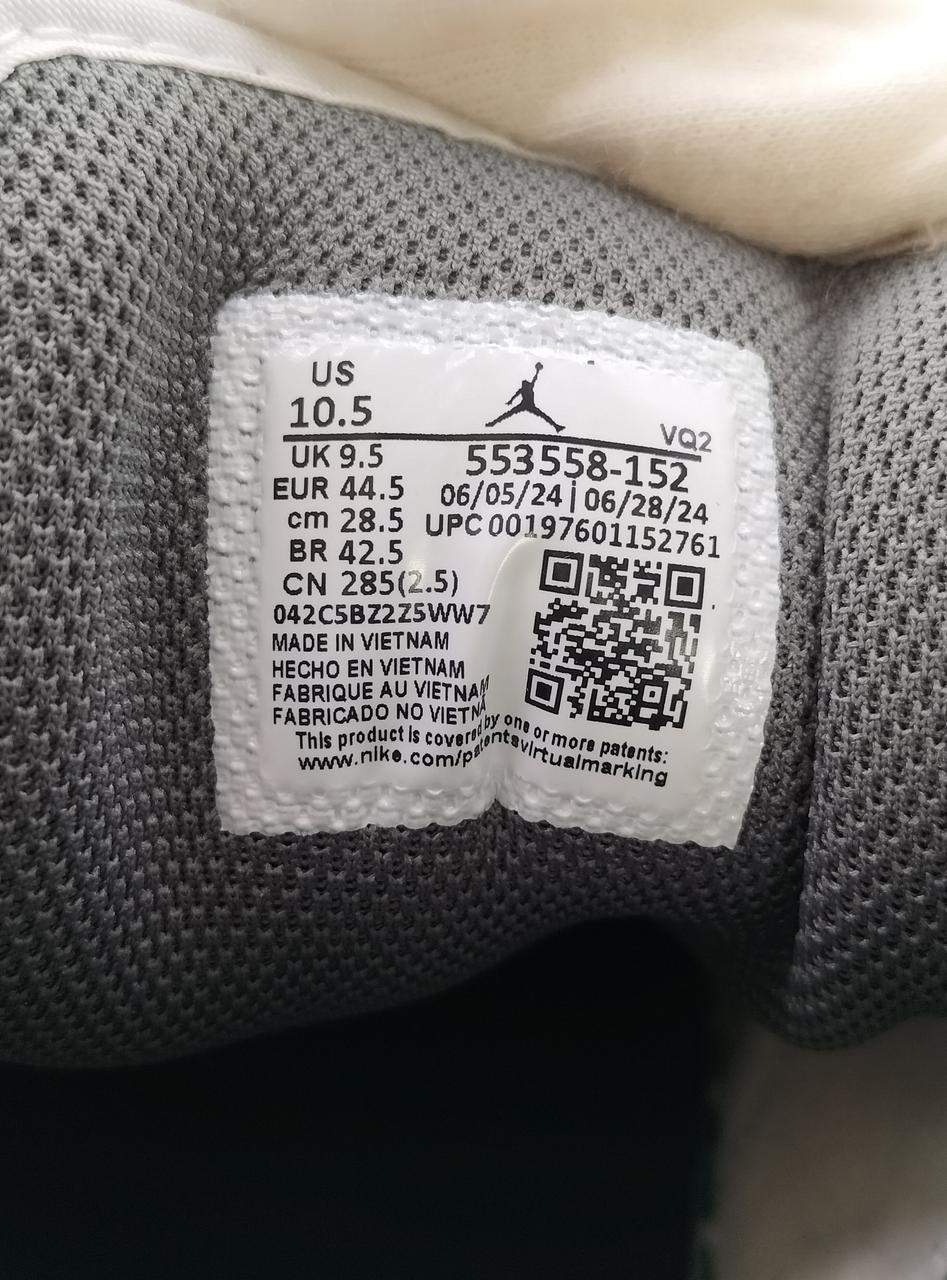 US
10.5
VQ2
UK 9.5
553558-152
EUR 44.5
06/05/24 | 06/28/24
cm 28.5
UPC 00197601152761
BR 42.5
CN 285(2.5)
042C5BZ2Z5WW7
MADE IN VIETNAM
HECHO EN VIETNAM
FABRIQUE AU VIETNAM
FABRICADO NO VIETNA
This product is covered by one or more patents:
www.nike.com/patentsvirtualmarking